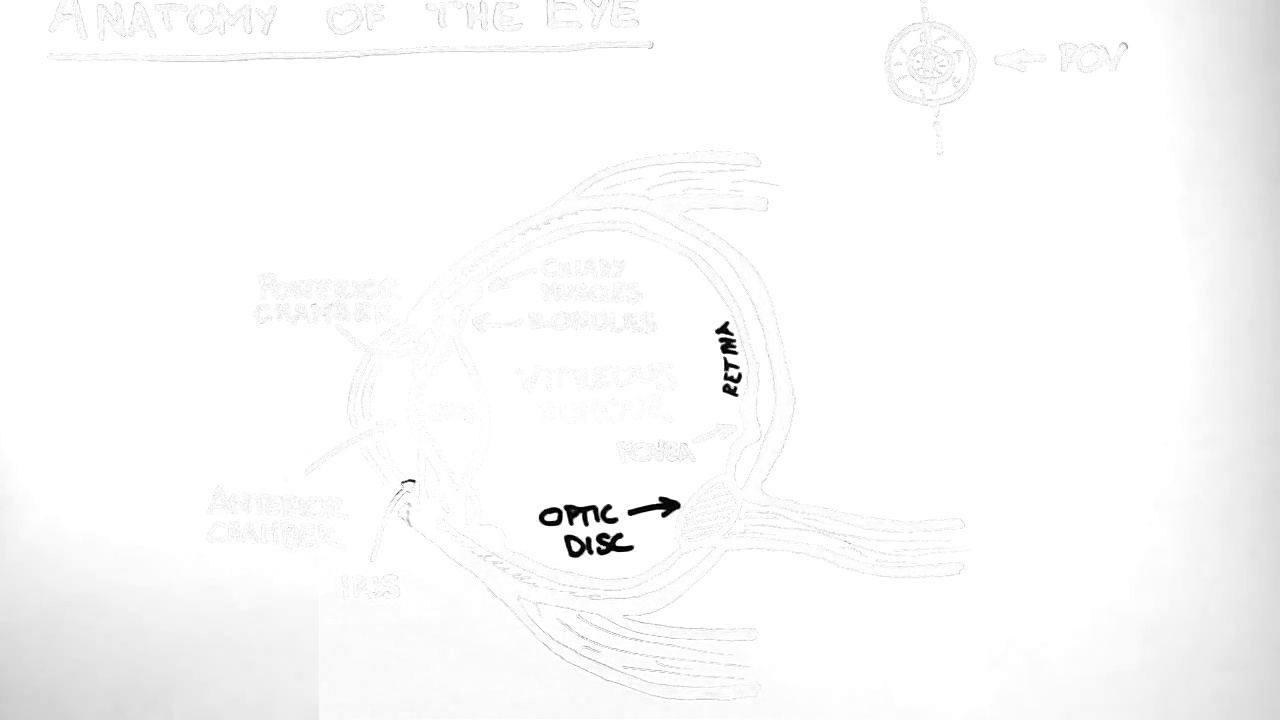 ANATOMY OF THE EYE
POV
CILIARY
MUSCLES
POSTERIOR
CHAMBER
ZONULES
RETINA
VITREOUS
HUMOUR
FOVEA
ANTERIOR
CHAMBER
OPTIC
DISC
IRIS